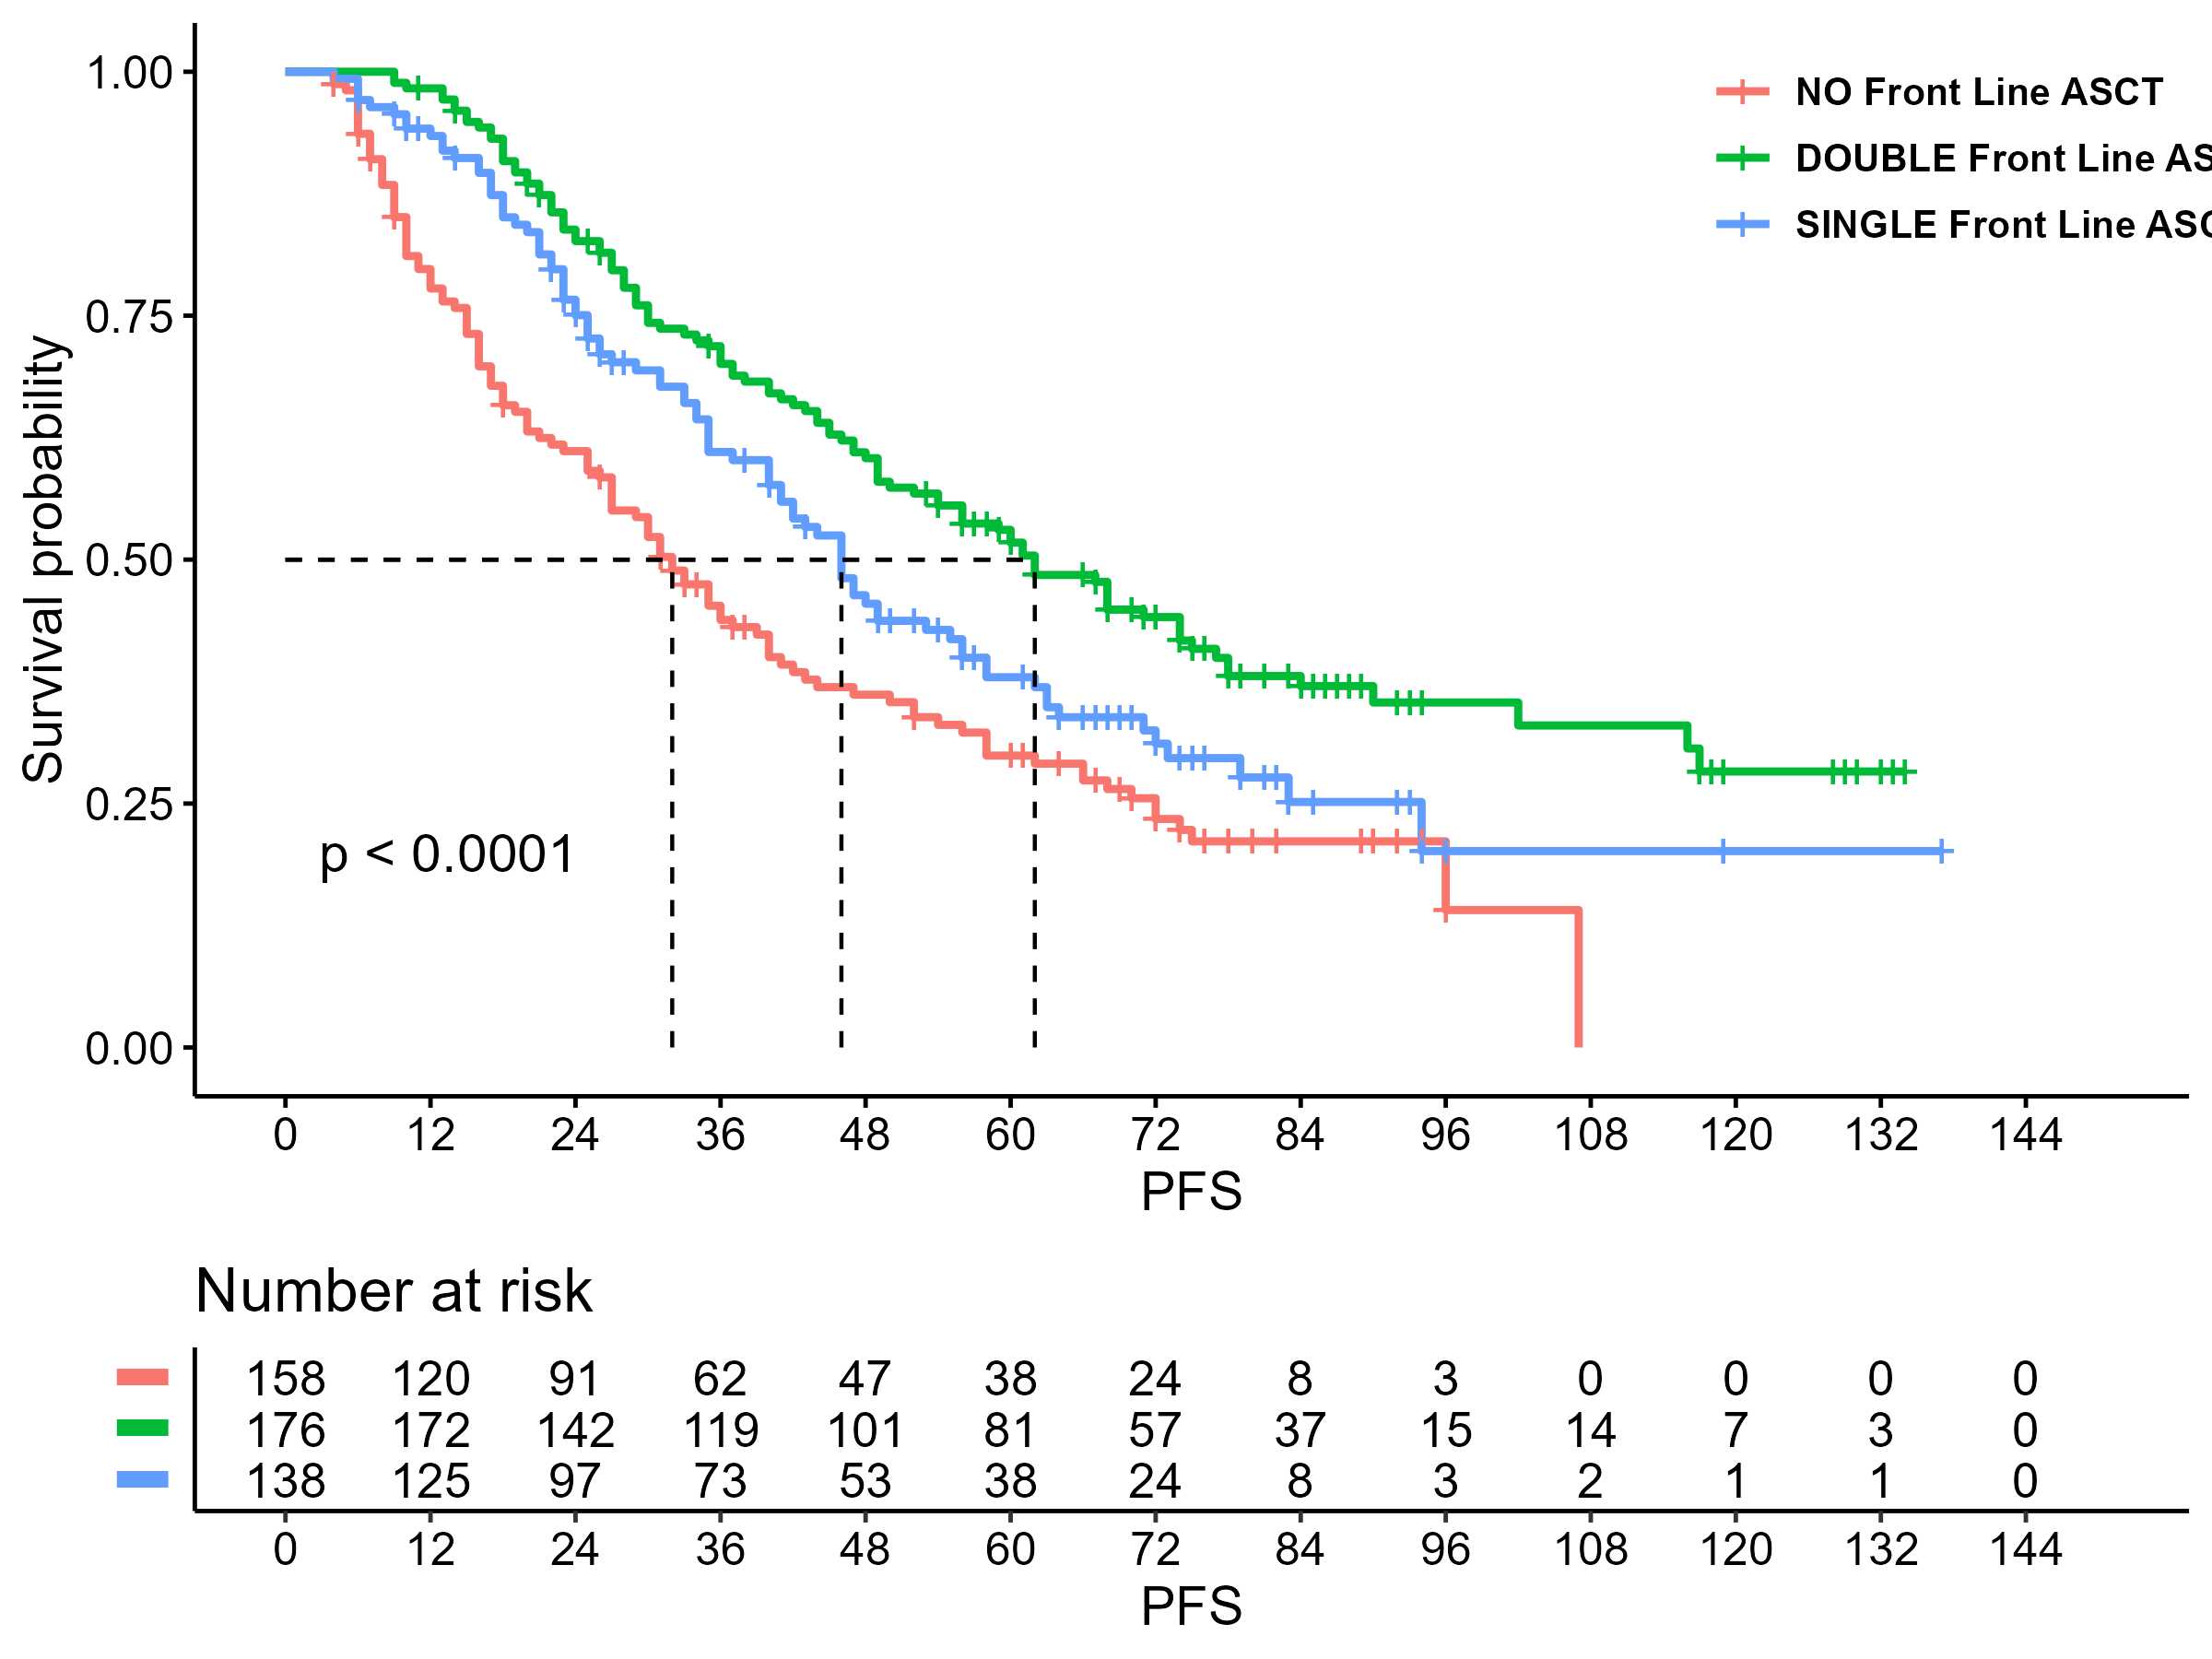 NO Front Line ASCT
DOUBLE Front Line AS
SINGLE Front Line ASC
Survival probability
1.00
0.75
0.50
0.25
0.00
p < 0.0001
0 12 24 36 48 60 72 84 96 108 120 132 144
PFS
Number at risk
158 120 91 62 47 38 24 8 3 0 0 0 0
176 172 142 119 101 81 57 37 15 14 7 3 0
138 125 97 73 53 38 24 8 3 2 1 1 0
0 12 24 36 48 60 72 84 96 108 120 132 144
PFS